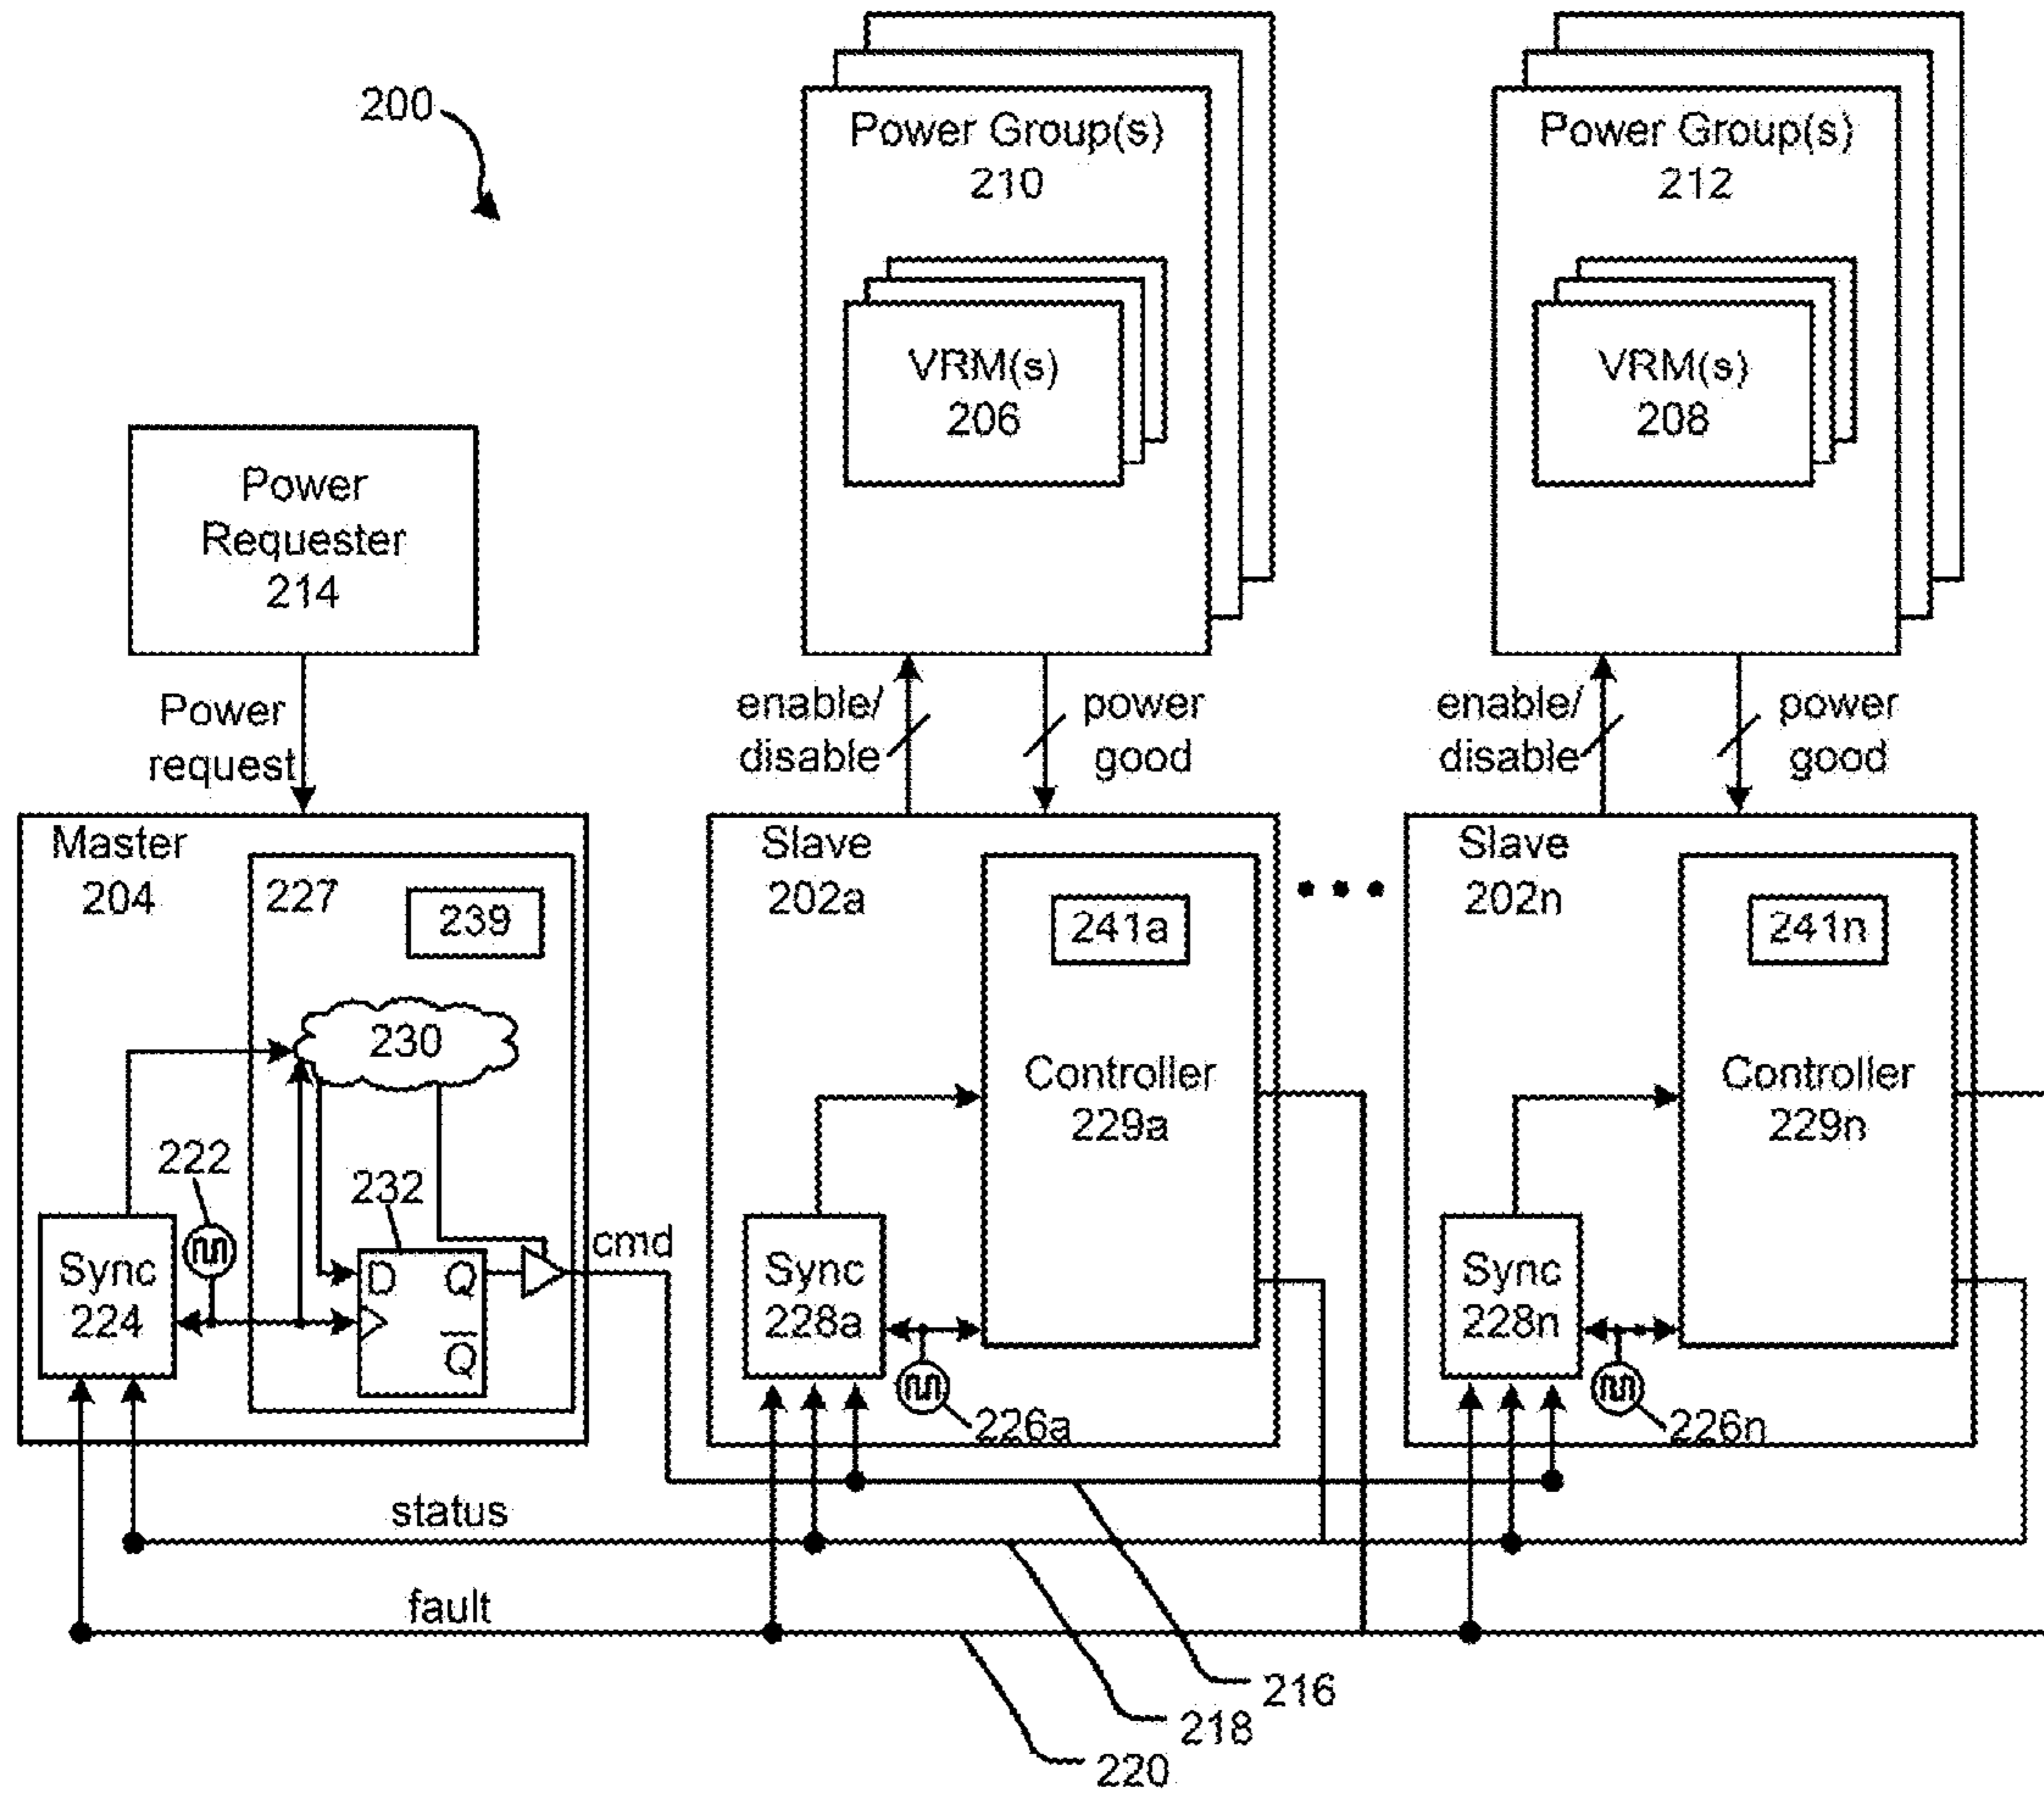 200
Power Group(s)
210
VRM(s)
206
Power Group(s)
212
VRM(s)
208
Power
Requester
214
Power
request
enable/
disable
power
good
enable/
disable
power
good
Master
204
227
239
230
222
232
Sync
224
D Q
Q
cmd
Slave
202a
241a
Controller
229a
Sync
228a
226a
Slave
202n
241n
Controller
229n
Sync
228n
226n
status
fault
216
218
220